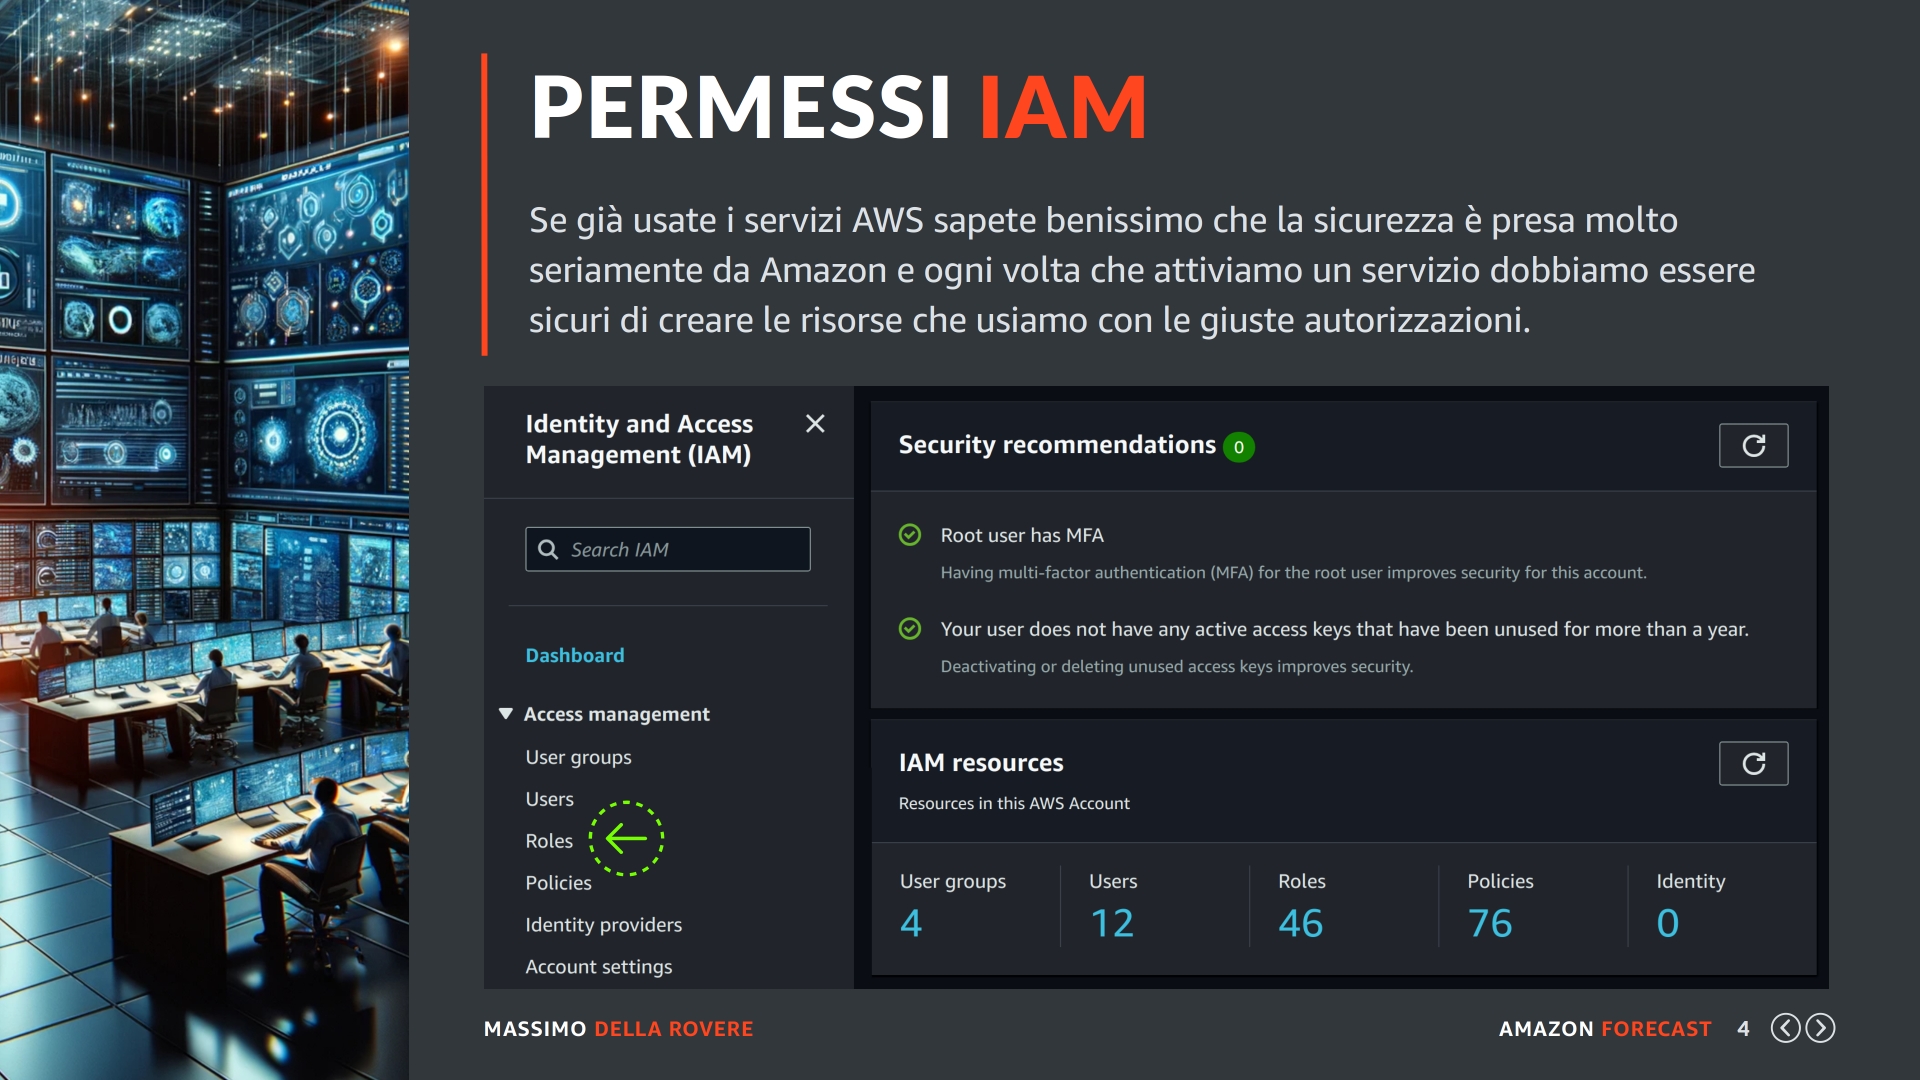 PERMESSI IAM
Se già usate i servizi AWS sapete benissimo che la sicurezza è presa molto
seriamente da Amazon e ogni volta che attiviamo un servizio dobbiamo essere
sicuri di creare le risorse che usiamo con le giuste autorizzazioni.
Identity and Access
Management (IAM)
Search IAM
Dashboard
Access management
User groups
Users
Roles
Policies
Identity providers
Account settings
Security recommendations 0
Root user has MFA
Having multi-factor authentication (MFA) for the root user improves security for this account.
Your user does not have any active access keys that have been unused for more than a year.
Deactivating or deleting unused access keys improves security.
IAM resources
Resources in this AWS Account
User groups Users Roles Policies Identity
4 12 46 76 0
MASSIMO DELLA ROVERE
AMAZON FORECAST 4